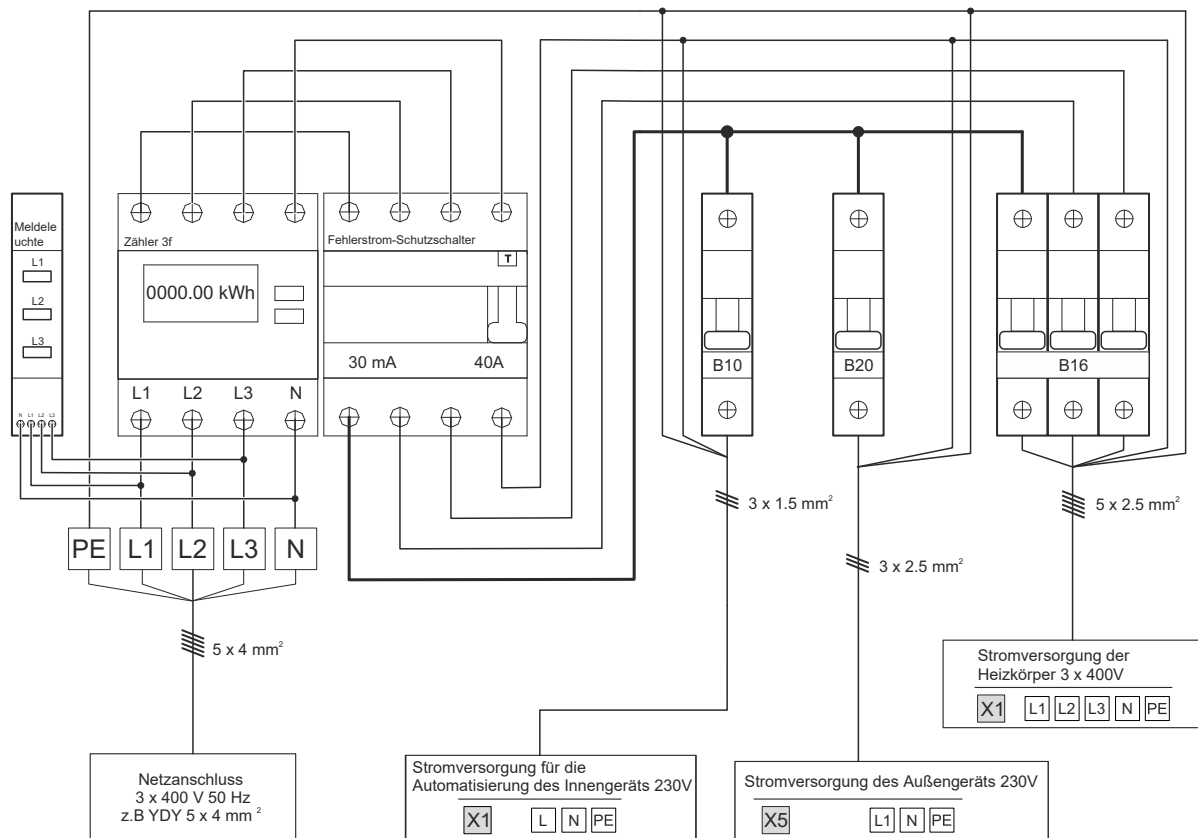 Meldele
uchte
L1
L2
L3
N L1 L2 L3
Zähler 3f
0000.00 kWh
L1 L2 L3 N
Fehlerstrom-Schutzschalter
T
30 mA 40A
B10
B20
B16
PE L1 L2 L3 N
3 x 1.5 mm²
5 x 2.5 mm²
3 x 2.5 mm²
5 x 4 mm²
Netzanschluss
3 x 400 V 50 Hz
z.B YDY 5 x 4 mm ²
Stromversorgung für die
Automatisierung des Innengeräts 230V
X1 L N PE
Stromversorgung des Außengeräts 230V
X5 L1 N PE
Stromversorgung der
Heizkörper 3 x 400V
X1 L1 L2 L3 N PE